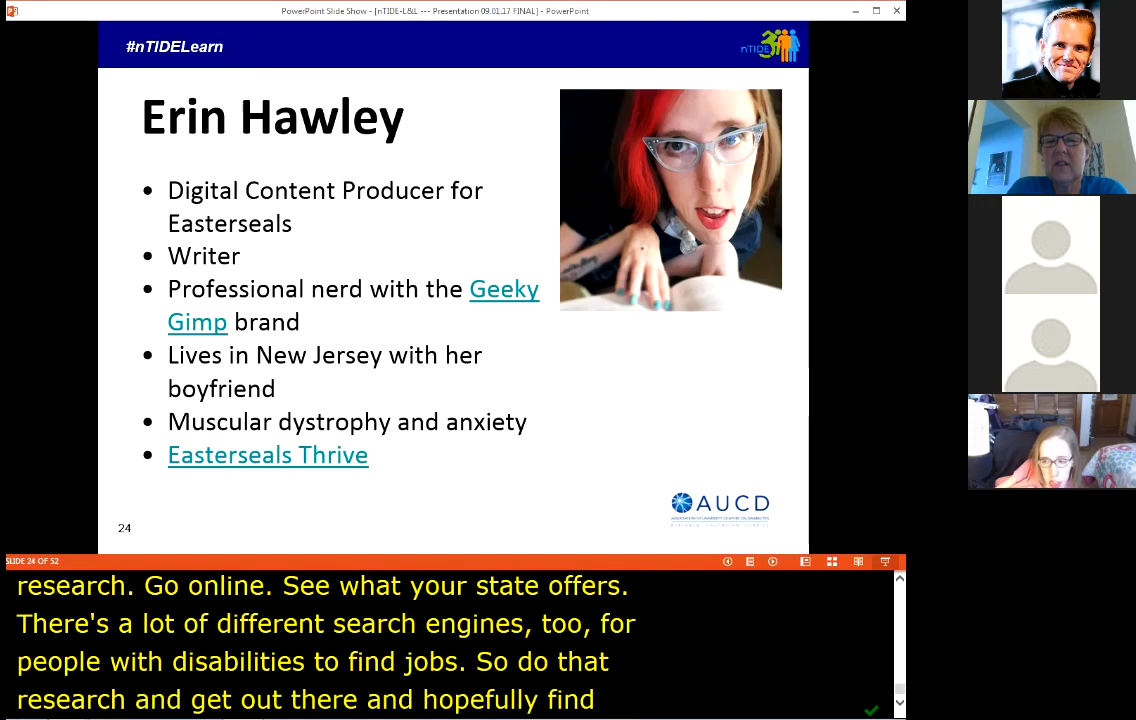 PowerPoint Slide Show - [nTIDE-L&L --- Presentation 09.01.17 FINAL] - PowerPoint
#nTIDELearn
nTIDE
Erin Hawley
• Digital Content Producer for
Easterseals
• Writer
• Professional nerd with the Geeky
Gimp brand
• Lives in New Jersey with her
boyfriend
• Muscular dystrophy and anxiety
• Easterseals Thrive
AUCD
24
SLIDE 24 OF 52
research. Go online. See what your state offers.
There's a lot of different search engines, too, for
people with disabilities to find jobs. So do that
research and get out there and hopefully find